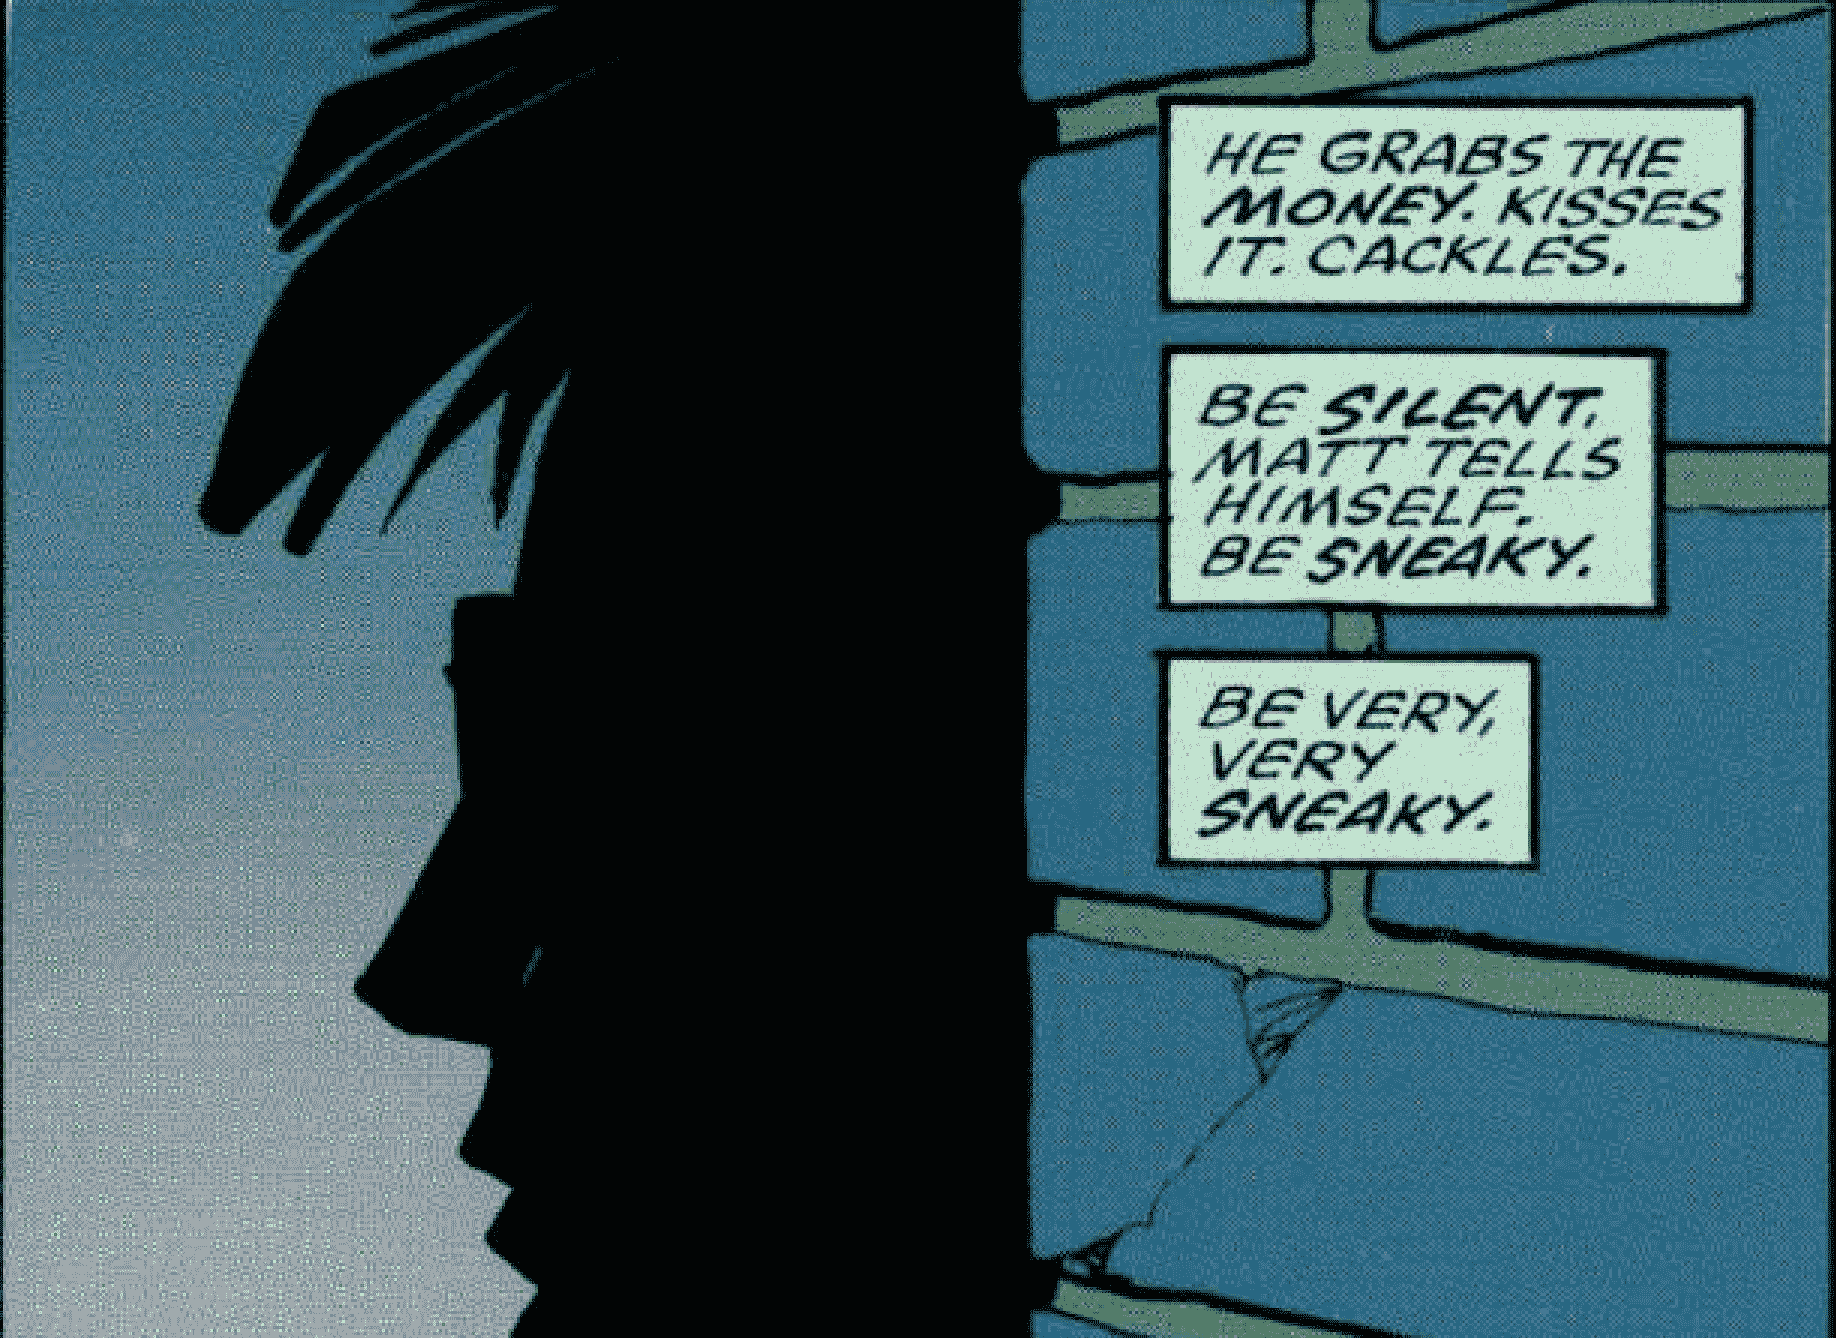 HE GRABS THE
MONEY. KISSES
IT. CACKLES.
BE SILENT,
MATT TELLS
HIMSELF.
BE SNEAKY.
BE VERY,
VERY
SNEAKY.